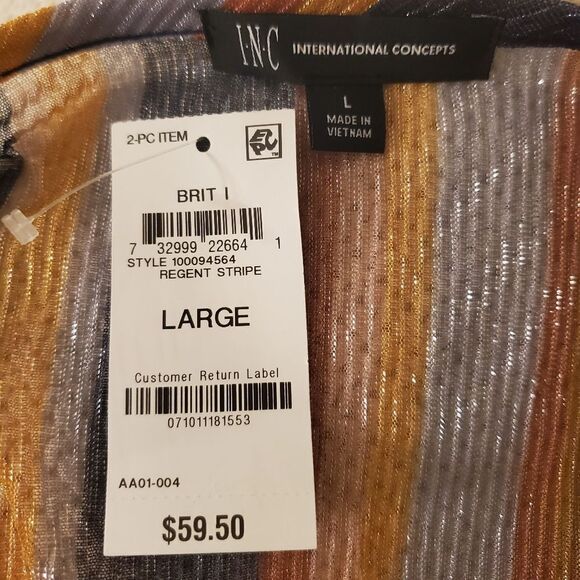 I·N·C INTERNATIONAL CONCEPTS
L
MADE IN
VIETNAM
2-PC ITEM
BRIT I
7 32999 22664 1
STYLE 100094564
REGENT STRIPE
LARGE
Customer Return Label
071011181553
AA01-004
$59.50